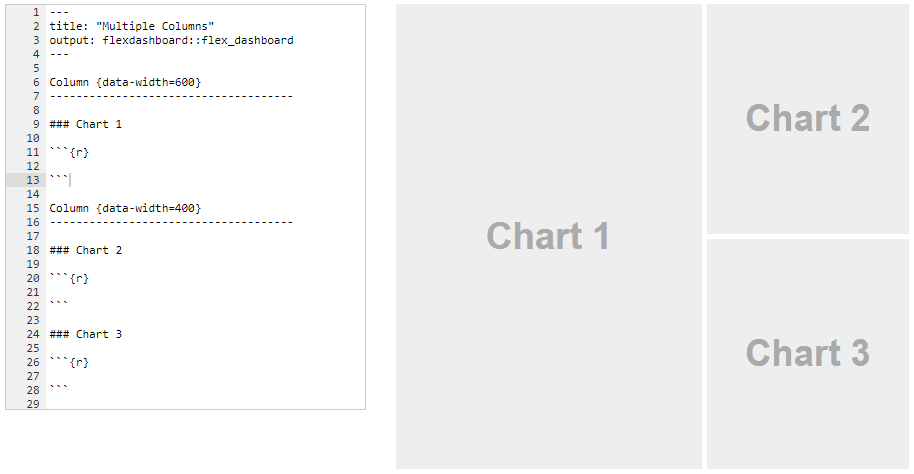 1 ---
2 title: "Multiple Columns"
3 output: flexdashboard::flex_dashboard
4 ---
5
6 Column {data-width=600}
7 -------------------------------------
8
9 ### Chart 1
10
11 ```{r}
12
13 ```
14
15 Column {data-width=400}
16 -------------------------------------
17
18 ### Chart 2
19
20 ```{r}
21
22 ```
23
24 ### Chart 3
25
26 ```{r}
27
28 ```
29
Chart 1
Chart 2
Chart 3